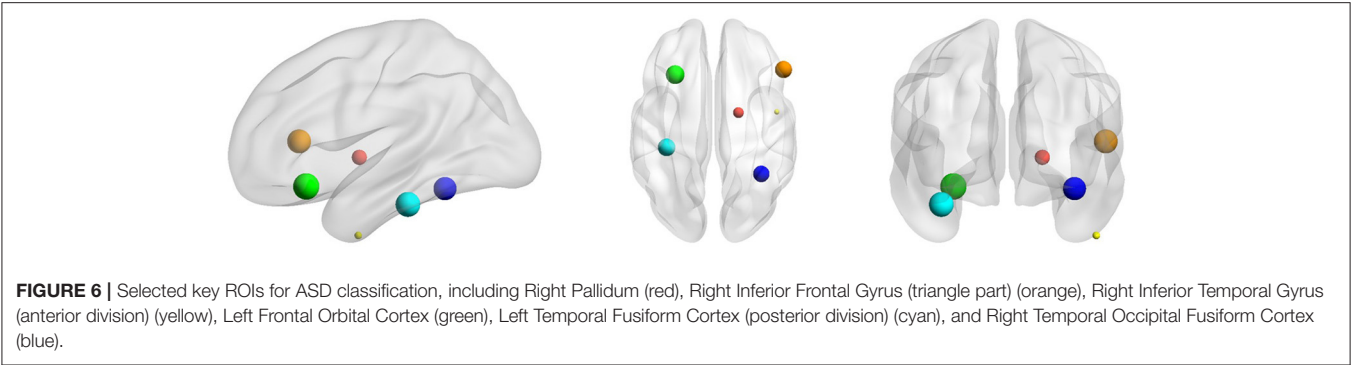 FIGURE 6 | Selected key ROIs for ASD classification, including Right Pallidum (red), Right Inferior Frontal Gyrus (triangle part) (orange), Right Inferior Temporal Gyrus
(anterior division) (yellow), Left Frontal Orbital Cortex (green), Left Temporal Fusiform Cortex (posterior division) (cyan), and Right Temporal Occipital Fusiform Cortex
(blue).